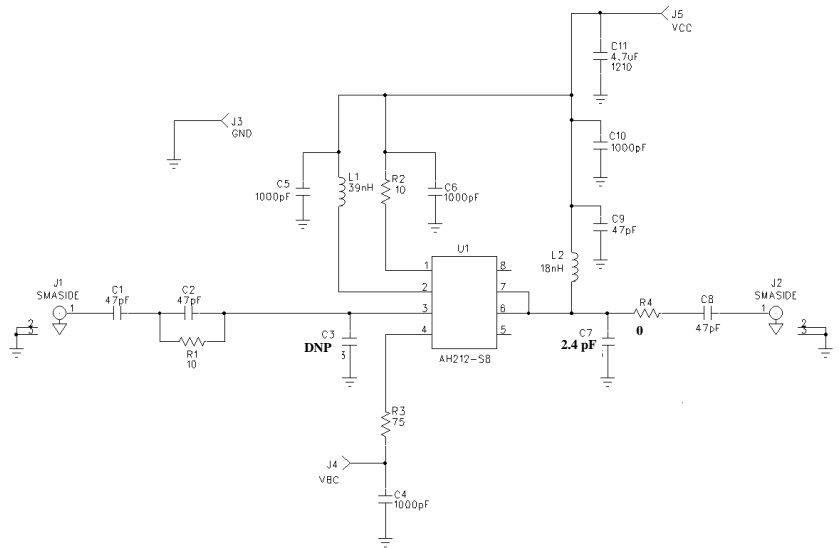 J5
VCC
C11
4.7uF
1210
J3
GND
C10
1000pF
C5
1000pF
L1
39nH
R2
10
C6
1000pF
C9
47pF
U1
L2
18nH
1
8
2
7
3
6
4
5
AH212-S8
J1
SMASIDE
1
2
3
C1
47pF
C2
47pF
R1
10
C3
DNP
3
C7
2.4 pF
R4
0
C8
47pF
J2
SMASIDE
1
2
3
R3
75
J4
VBC
C4
1000pF